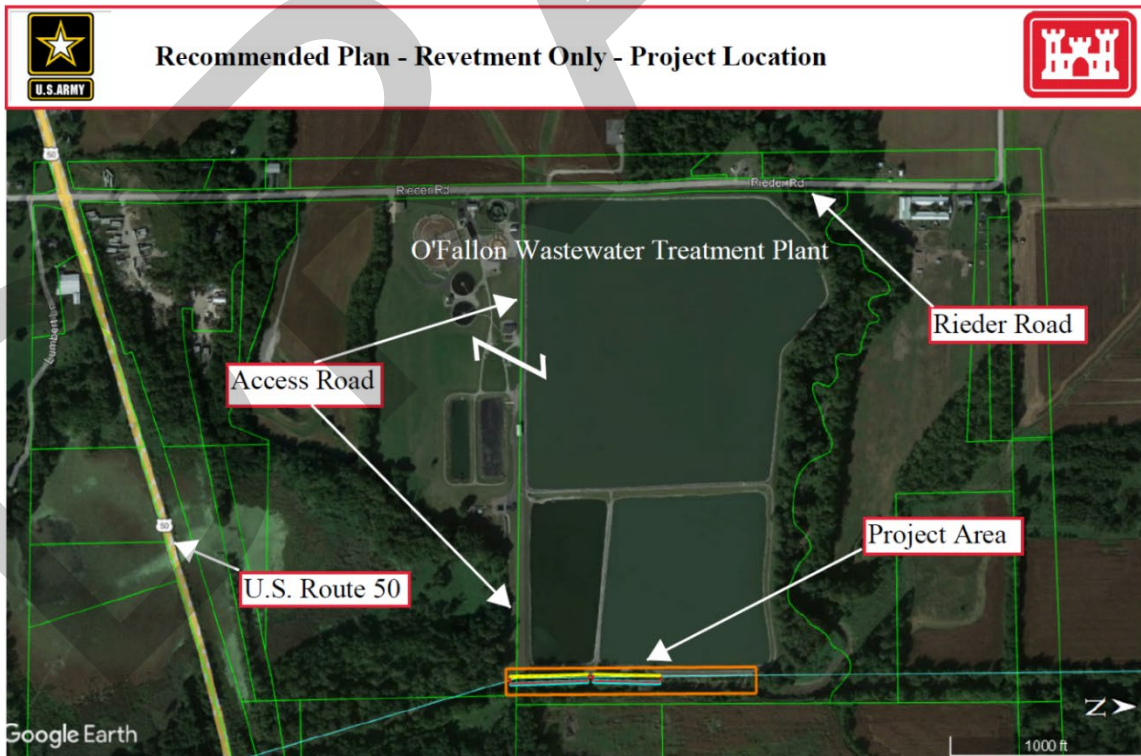 U.S.ARMY
Recommended Plan - Revetment Only - Project Location
50
Rieder Rd
Rieder Rd
O'Fallon Wastewater Treatment Plant
Rieder Road
Access Road
Project Area
50
U.S. Route 50
N
Google Earth
1000 ft